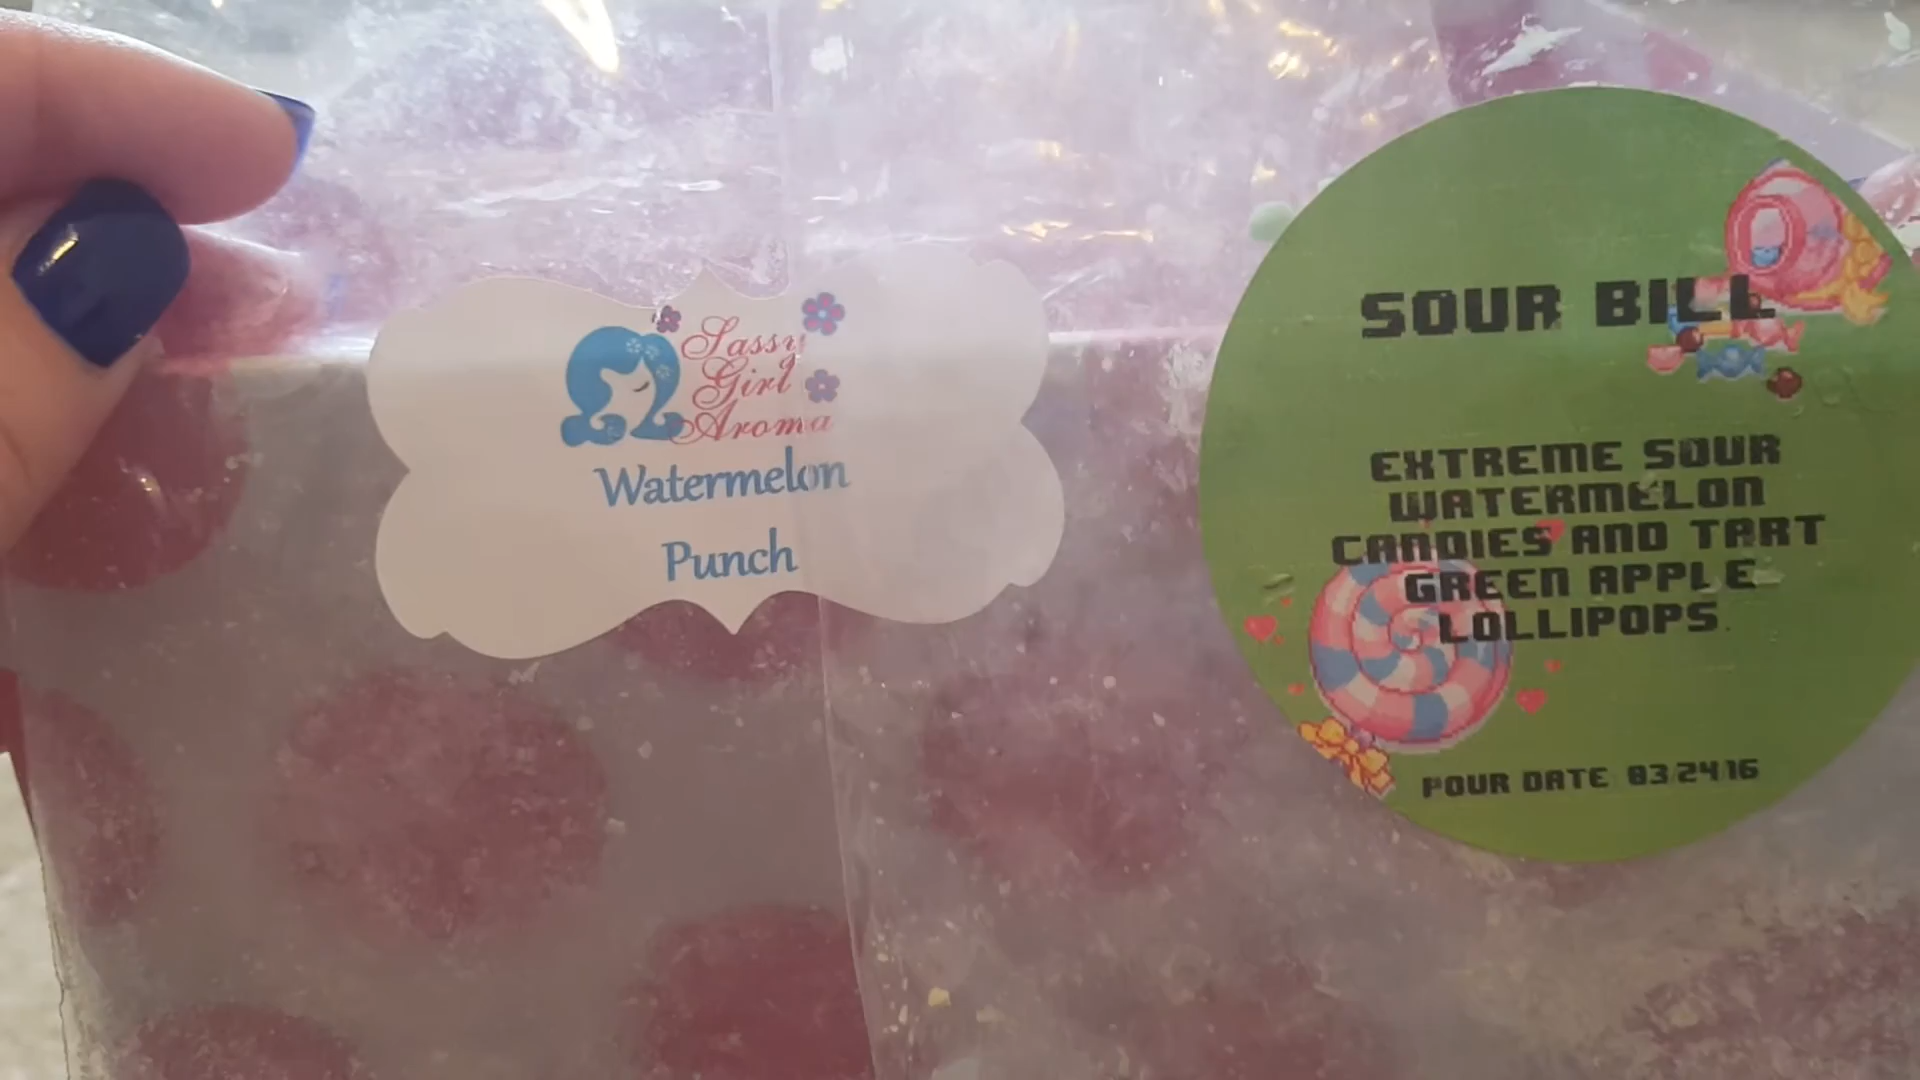 Sassy
Girl
Aroma
Watermelon
Punch
SOUR BILL
EXTREME SOUR
WATERMELON
CANDIES AND TART
GREEN APPLE
LOLLIPOPS.
POUR DATE 03/24/16